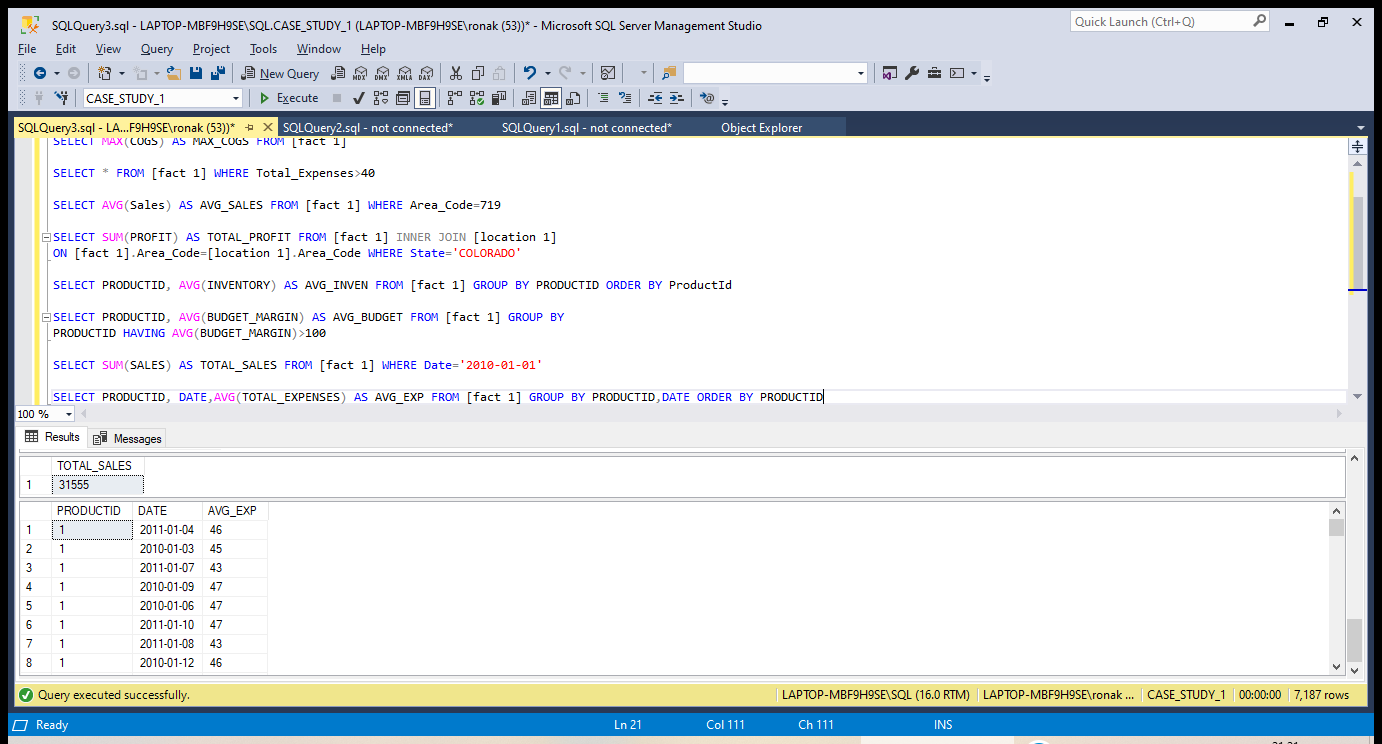 SQLQuery3.sql - LAPTOP-MBF9H9SE\SQL.CASE_STUDY_1 (LAPTOP-MBF9H9SE\ronak (53))* - Microsoft SQL Server Management Studio
Quick Launch (Ctrl+Q)
File Edit View Query Project Tools Window Help
New Query MDX DMX XMLA DAX
CASE_STUDY_1 Execute
SQLQuery3.sql - LA...F9H9SE\ronak (53))* SQLQuery2.sql - not connected* SQLQuery1.sql - not connected* Object Explorer
SELECT MAX(COGS) AS MAX_COGS FROM [fact 1]
SELECT * FROM [fact 1] WHERE Total_Expenses>40
SELECT AVG(Sales) AS AVG_SALES FROM [fact 1] WHERE Area_Code=719
SELECT SUM(PROFIT) AS TOTAL_PROFIT FROM [fact 1] INNER JOIN [location 1]
ON [fact 1].Area_Code=[location 1].Area_Code WHERE State='COLORADO'
SELECT PRODUCTID, AVG(INVENTORY) AS AVG_INVEN FROM [fact 1] GROUP BY PRODUCTID ORDER BY ProductId
SELECT PRODUCTID, AVG(BUDGET_MARGIN) AS AVG_BUDGET FROM [fact 1] GROUP BY
PRODUCTID HAVING AVG(BUDGET_MARGIN)>100
SELECT SUM(SALES) AS TOTAL_SALES FROM [fact 1] WHERE Date='2010-01-01'
SELECT PRODUCTID, DATE,AVG(TOTAL_EXPENSES) AS AVG_EXP FROM [fact 1] GROUP BY PRODUCTID,DATE ORDER BY PRODUCTID
100 %
Results Messages
TOTAL_SALES
1 31555
PRODUCTID DATE AVG_EXP
1 1 2011-01-04 46
2 1 2010-01-03 45
3 1 2011-01-07 43
4 1 2010-01-09 47
5 1 2010-01-06 47
6 1 2011-01-10 47
7 1 2011-01-08 43
8 1 2010-01-12 46
Query executed successfully. LAPTOP-MBF9H9SE\SQL (16.0 RTM) LAPTOP-MBF9H9SE\ronak ... CASE_STUDY_1 00:00:00 7,187 rows
Ready Ln 21 Col 111 Ch 111 INS